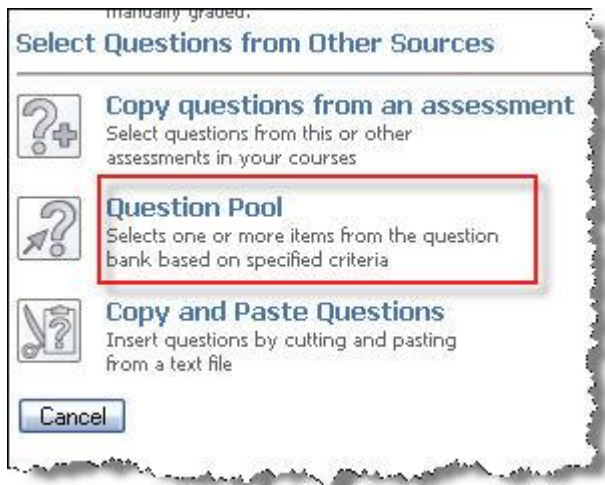 manually graded.
Select Questions from Other Sources
Copy questions from an assessment
Select questions from this or other
assessments in your courses
Question Pool
Selects one or more items from the question
bank based on specified criteria
Copy and Paste Questions
Insert questions by cutting and pasting
from a text file
Cancel